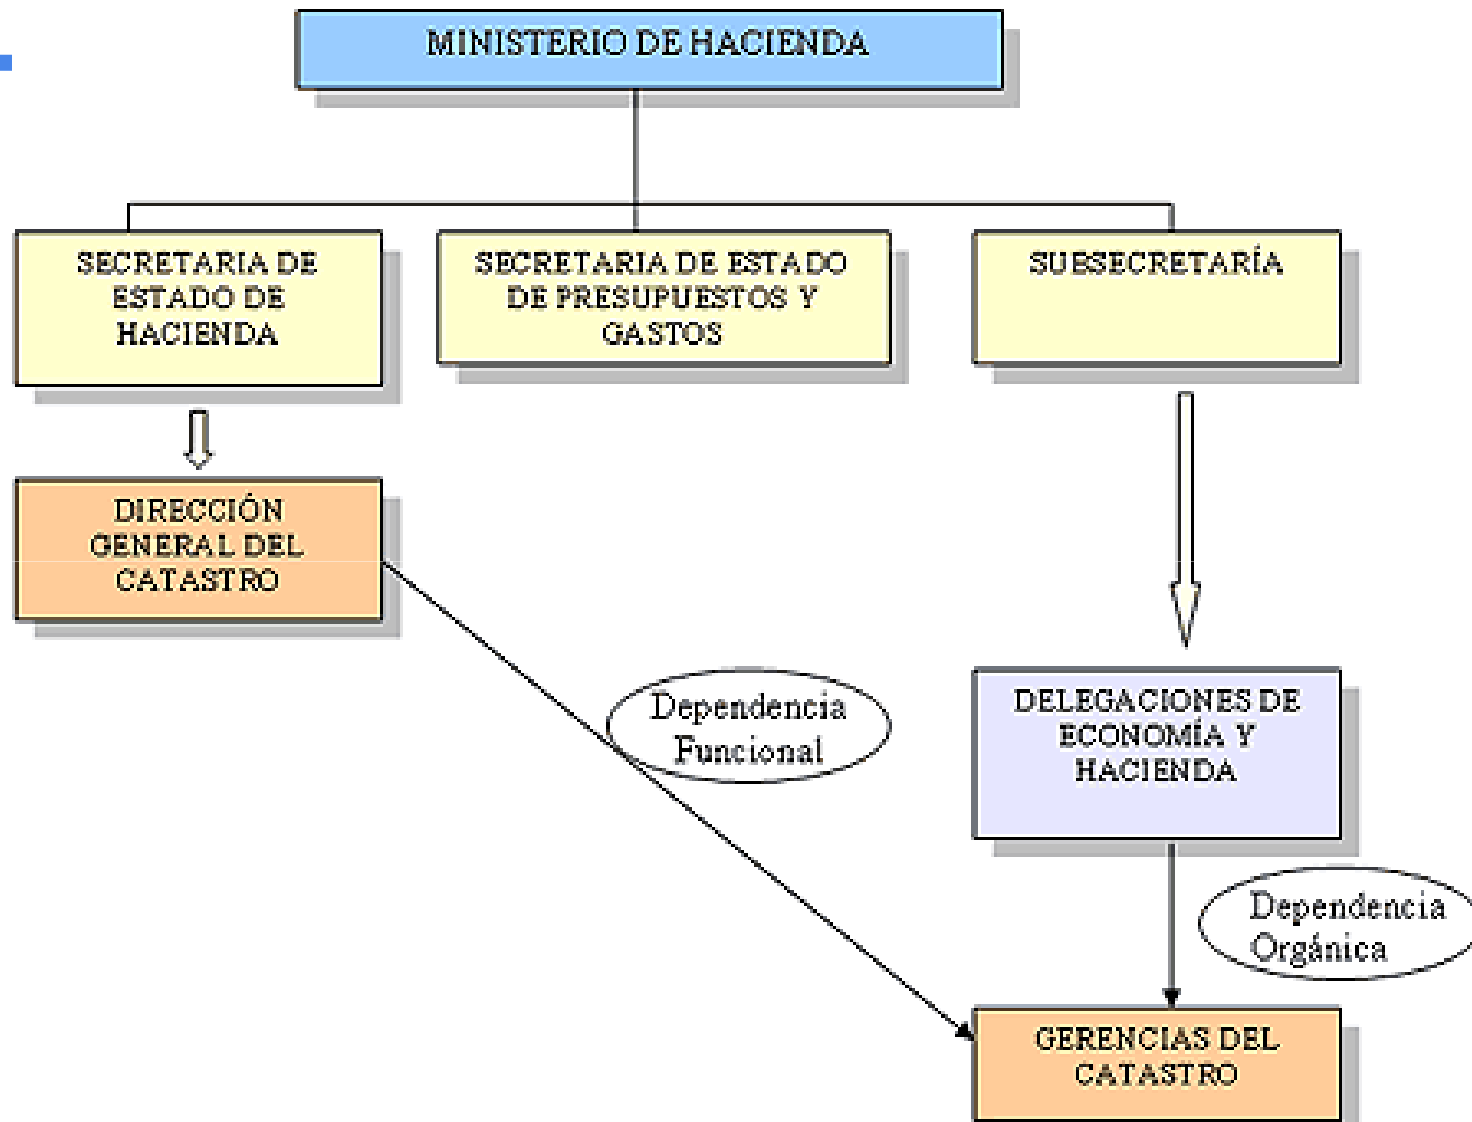 MINISTERIO DE HACIENDA
SECRETARIA DE
ESTADO DE
HACIENDA
SECRETARIA DE ESTADO
DE PRESUPUESTOS Y
GASTOS
SUBSECRETARÍA
DIRECCIÓN
GENERAL DEL
CATASTRO
Dependencia
Funcional
DELEGACIONES DE
ECONOMÍA Y
HACIENDA
Dependencia
Orgánica
GERENCIAS DEL
CATASTRO